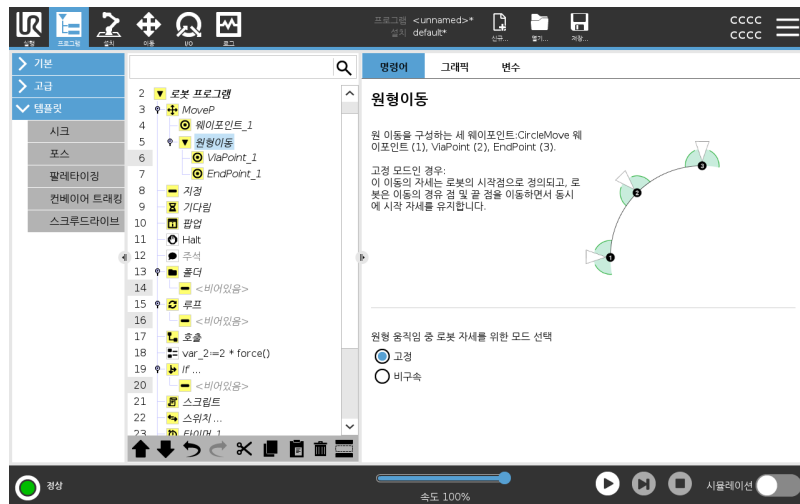 UR
실행
프로그램
설치
이동
I/O
로그
프로그램 <unnamed>*
설치 default*
신규...
열기...
저장...
cccc
cccc
기본
고급
템플릿
시크
포스
팔레타이징
컨베이어 트래킹
스크루드라이브
2 로봇 프로그램
3 MoveP
4 웨이포인트_1
5 원형이동
6 ViaPoint_1
7 EndPoint_1
8 지정
9 기다림
10 팝업
11 Halt
12 주석
13 폴더
14 <비어있음>
15 루프
16 <비어있음>
17 호출
18 var_2:=2 * force()
19 If ...
20 <비어있음>
21 스크립트
22 스위치 ...
23 타이머_1
명령어
그래픽
변수
원형이동
원 이동을 구성하는 세 웨이포인트:CircleMove 웨
이포인트 (1), ViaPoint (2), EndPoint (3).
고정 모드인 경우:
이 이동의 자세는 로봇의 시작점으로 정의되고, 로
봇은 이동의 경유 점 및 끝 점을 이동하면서 동시
에 시작 자세를 유지합니다.
1
2
3
원형 움직임 중 로봇 자세를 위한 모드 선택
고정
비구속
정상
속도 100%
시뮬레이션